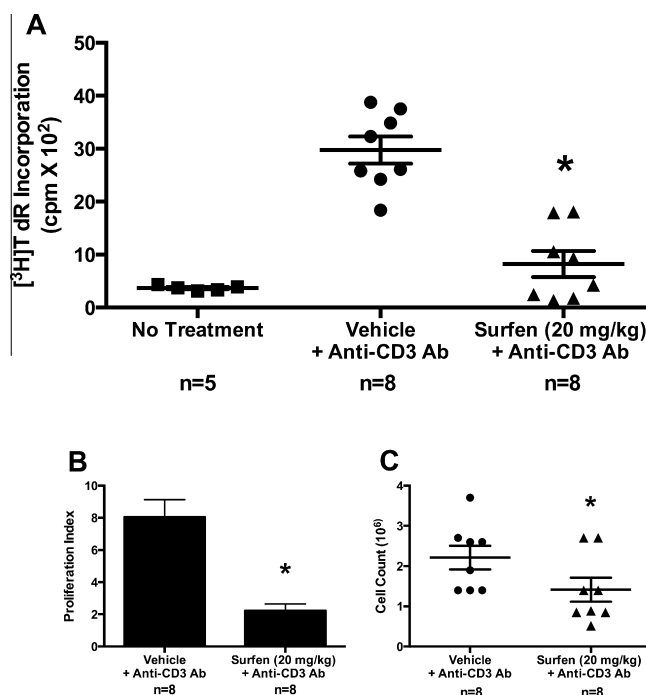 A
[³H]T dR Incorporation
(cpm X 10²)
50
40
30
20
10
0
*
No Treatment
Vehicle
+ Anti-CD3 Ab
Surfen (20 mg/kg)
+ Anti-CD3 Ab
n=5
n=8
n=8
B
Proliferation Index
10
8
6
4
2
0
*
Vehicle
+ Anti-CD3 Ab
n=8
Surfen (20 mg/kg)
+ Anti-CD3 Ab
n=8
C
Cell Count (10⁶)
4
3
2
1
0
*
Vehicle
+ Anti-CD3 Ab
n=8
Surfen (20 mg/kg)
+ Anti-CD3 Ab
n=8